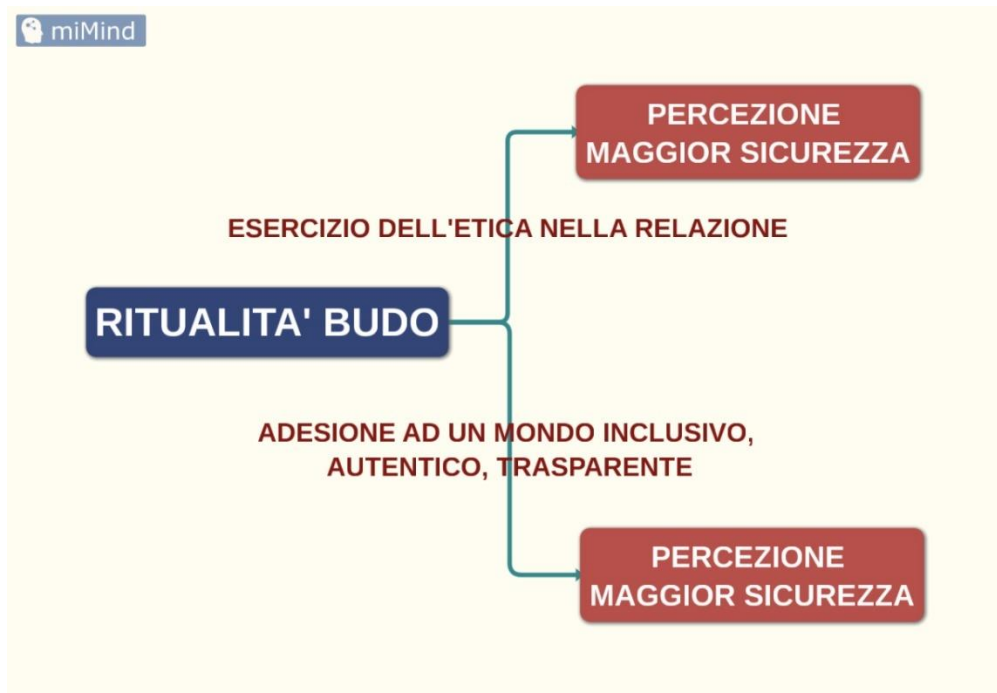 miMind
PERCEZIONE
MAGGIOR SICUREZZA
ESERCIZIO DELL'ETICA NELLA RELAZIONE
RITUALITA' BUDO
ADESIONE AD UN MONDO INCLUSIVO,
AUTENTICO, TRASPARENTE
PERCEZIONE
MAGGIOR SICUREZZA